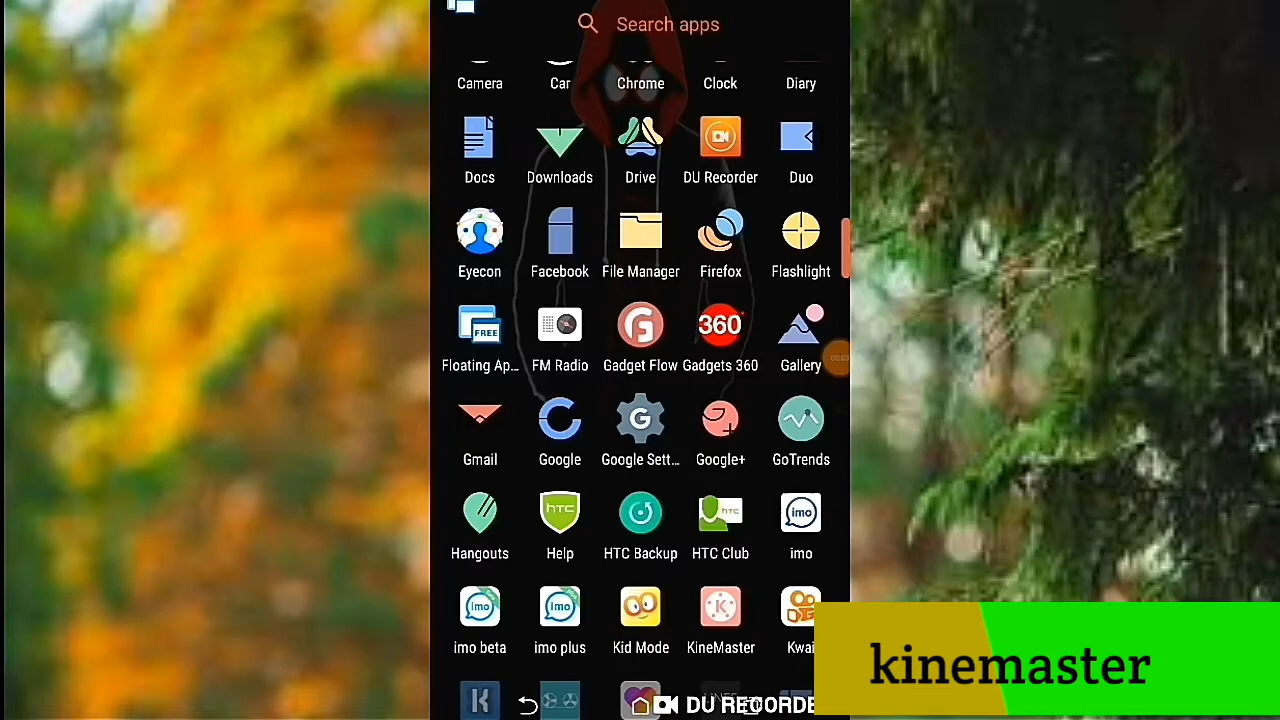 Search apps
Camera Car Chrome Clock Diary
Docs Downloads Drive DU Recorder Duo
Eyecon Facebook File Manager Firefox Flashlight
FREE 360
Floating Ap... FM Radio Gadget Flow Gadgets 360 Gallery
00:03
G
Gmail Google Google Sett... Google+ GoTrends
htc htc imo
Hangouts Help HTC Backup HTC Club imo
imo imo K
imo beta imo plus Kid Mode KineMaster Kwai
kinemaster
K
DU RECORDE